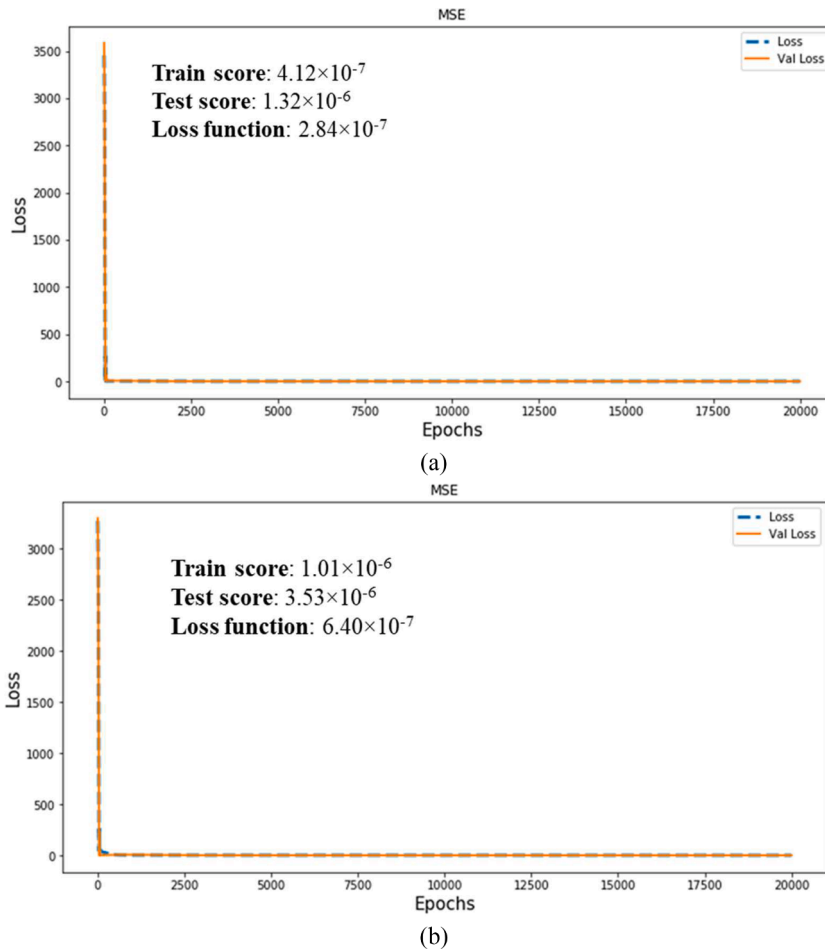 MSE
3500
3000
2500
2000
1500
1000
500
0
Loss
Loss
Val Loss
Train score: 4.12×10⁻⁷
Test score: 1.32×10⁻⁶
Loss function: 2.84×10⁻⁷
0 2500 5000 7500 10000 12500 15000 17500 20000
Epochs
(a)
MSE
3000
2500
2000
1500
1000
500
0
Loss
Loss
Val Loss
Train score: 1.01×10⁻⁶
Test score: 3.53×10⁻⁶
Loss function: 6.40×10⁻⁷
0 2500 5000 7500 10000 12500 15000 17500 20000
Epochs
(b)